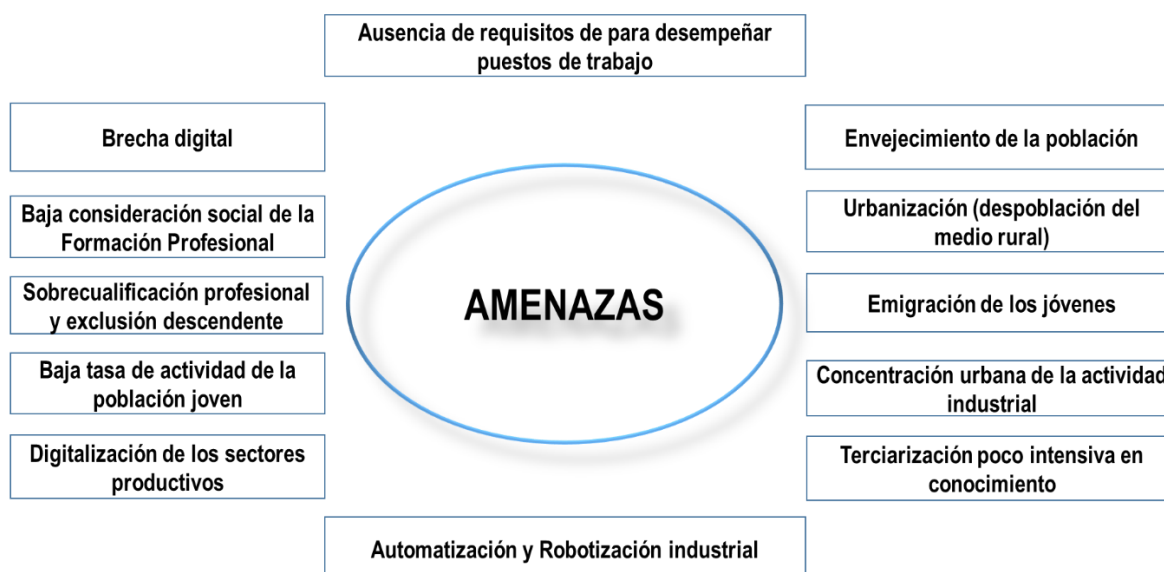 Ausencia de requisitos de para desempeñar
puestos de trabajo
Brecha digital
Baja consideración social de la
Formación Profesional
Sobrecualificación profesional
y exclusión descendente
Baja tasa de actividad de la
población joven
Digitalización de los sectores
productivos
AMENAZAS
Envejecimiento de la población
Urbanización (despoblación del
medio rural)
Emigración de los jóvenes
Concentración urbana de la actividad
industrial
Terciarización poco intensiva en
conocimiento
Automatización y Robotización industrial